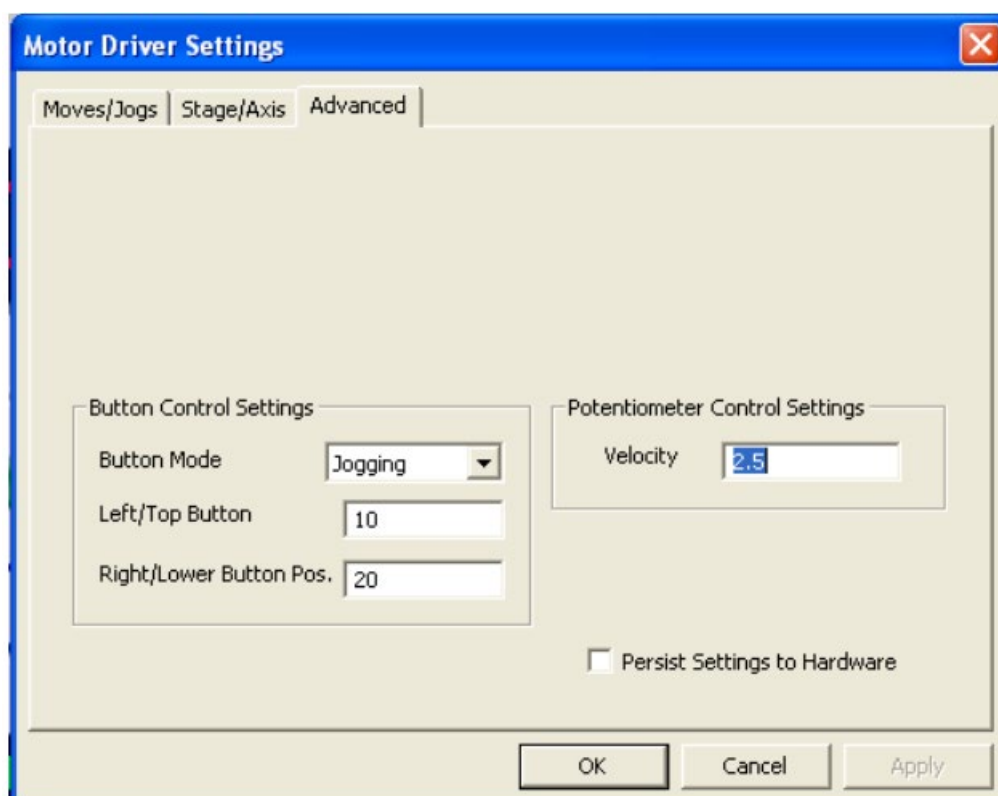 Motor Driver Settings
Moves/Jogs Stage/Axis Advanced
Button Control Settings
Button Mode Jogging
Left/Top Button 10
Right/Lower Button Pos. 20
Potentiometer Control Settings
Velocity 2.5
Persist Settings to Hardware
OK Cancel Apply